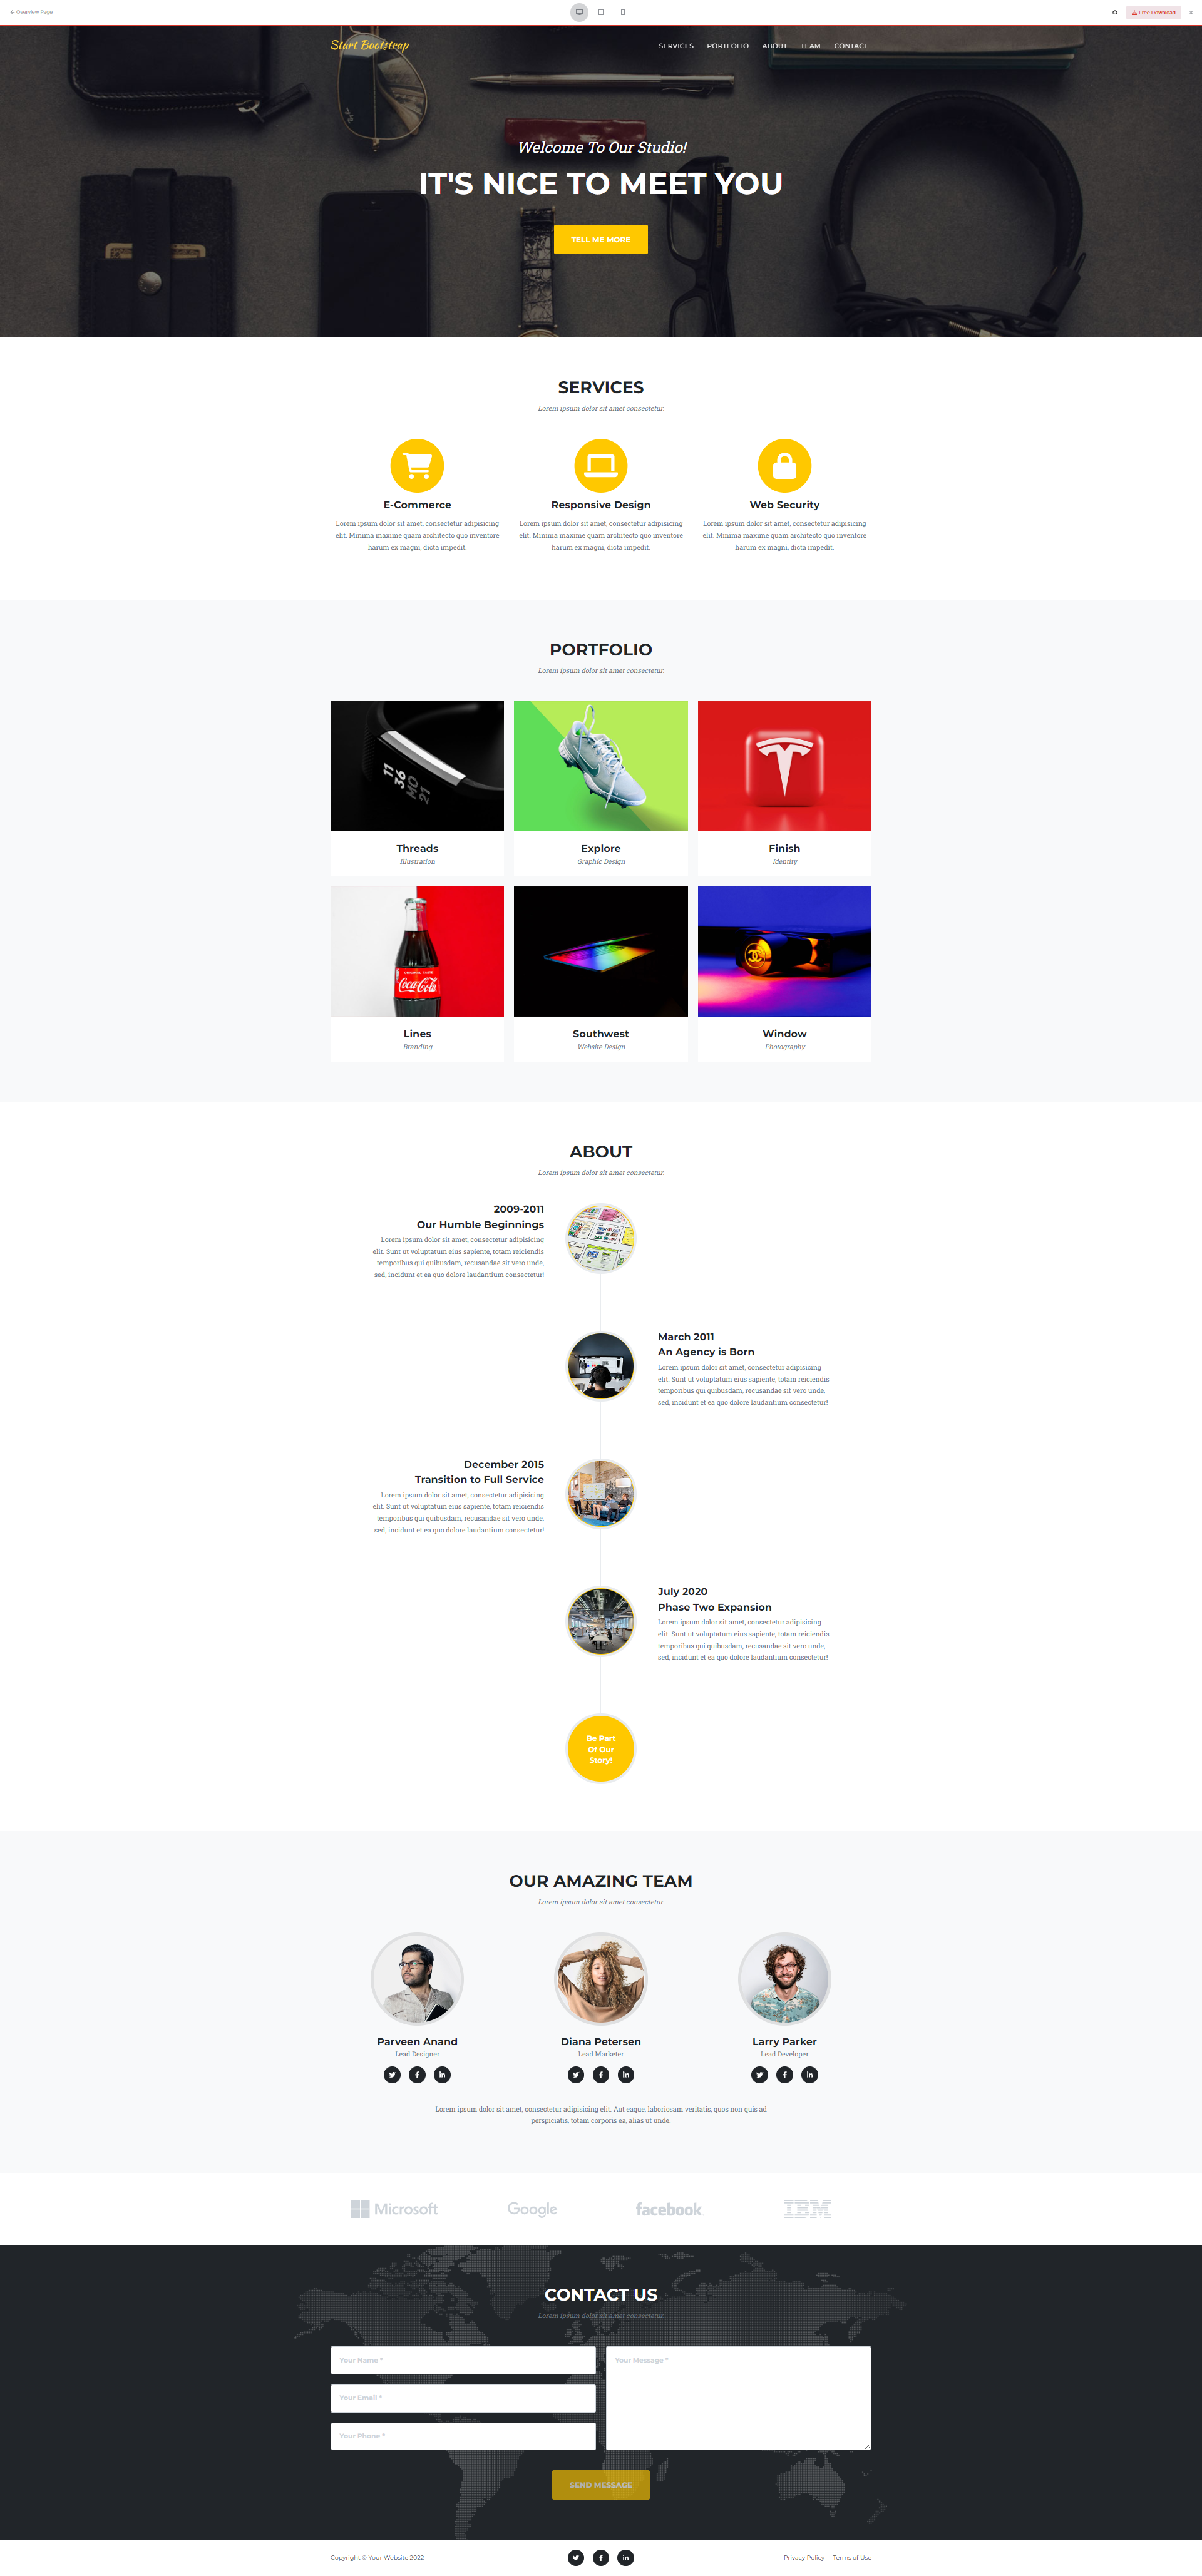 Overview Page
Free Download
Start Bootstrap
SERVICES PORTFOLIO ABOUT TEAM CONTACT
Welcome To Our Studio!
IT'S NICE TO MEET YOU
TELL ME MORE
SERVICES
Lorem ipsum dolor sit amet consectetur.
E-Commerce
Lorem ipsum dolor sit amet, consectetur adipisicing
elit. Minima maxime quam architecto quo inventore
harum ex magni, dicta impedit.
Responsive Design
Lorem ipsum dolor sit amet, consectetur adipisicing
elit. Minima maxime quam architecto quo inventore
harum ex magni, dicta impedit.
Web Security
Lorem ipsum dolor sit amet, consectetur adipisicing
elit. Minima maxime quam architecto quo inventore
harum ex magni, dicta impedit.
PORTFOLIO
Lorem ipsum dolor sit amet consectetur.
11
36
MO
21
Threads
Illustration
Explore
Graphic Design
Finish
Identity
ORIGINAL TASTE
Coca-Cola
Lines
Branding
Southwest
Website Design
Window
Photography
ABOUT
Lorem ipsum dolor sit amet consectetur.
2009-2011
Our Humble Beginnings
Lorem ipsum dolor sit amet, consectetur adipisicing
elit. Sunt ut voluptatum eius sapiente, totam reiciendis
temporibus qui quibusdam, recusandae sit vero unde,
sed, incidunt et ea quo dolore laudantium consectetur!
March 2011
An Agency is Born
Lorem ipsum dolor sit amet, consectetur adipisicing
elit. Sunt ut voluptatum eius sapiente, totam reiciendis
temporibus qui quibusdam, recusandae sit vero unde,
sed, incidunt et ea quo dolore laudantium consectetur!
December 2015
Transition to Full Service
Lorem ipsum dolor sit amet, consectetur adipisicing
elit. Sunt ut voluptatum eius sapiente, totam reiciendis
temporibus qui quibusdam, recusandae sit vero unde,
sed, incidunt et ea quo dolore laudantium consectetur!
July 2020
Phase Two Expansion
Lorem ipsum dolor sit amet, consectetur adipisicing
elit. Sunt ut voluptatum eius sapiente, totam reiciendis
temporibus qui quibusdam, recusandae sit vero unde,
sed, incidunt et ea quo dolore laudantium consectetur!
Be Part
Of Our
Story!
OUR AMAZING TEAM
Lorem ipsum dolor sit amet consectetur.
Parveen Anand
Lead Designer
Diana Petersen
Lead Marketer
Larry Parker
Lead Developer
Lorem ipsum dolor sit amet, consectetur adipisicing elit. Aut eaque, laboriosam veritatis, quos non quis ad
perspiciatis, totam corporis ea, alias ut unde.
Microsoft Google facebook IBM
CONTACT US
Lorem ipsum dolor sit amet consectetur.
Your Name *
Your Email *
Your Phone *
Your Message *
SEND MESSAGE
Copyright © Your Website 2022
Privacy Policy Terms of Use